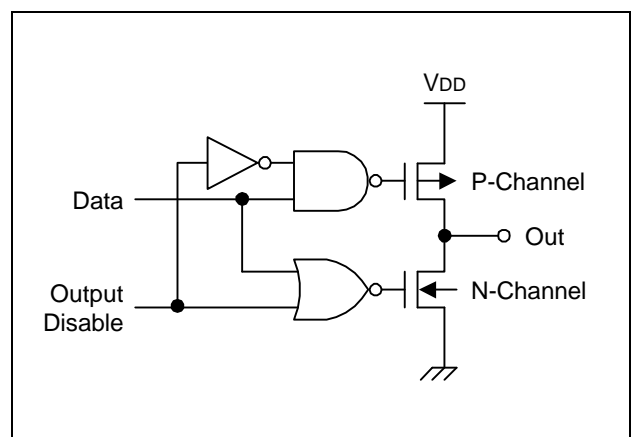 VDD
P-Channel
Data
Out
Output
Disable
N-Channel